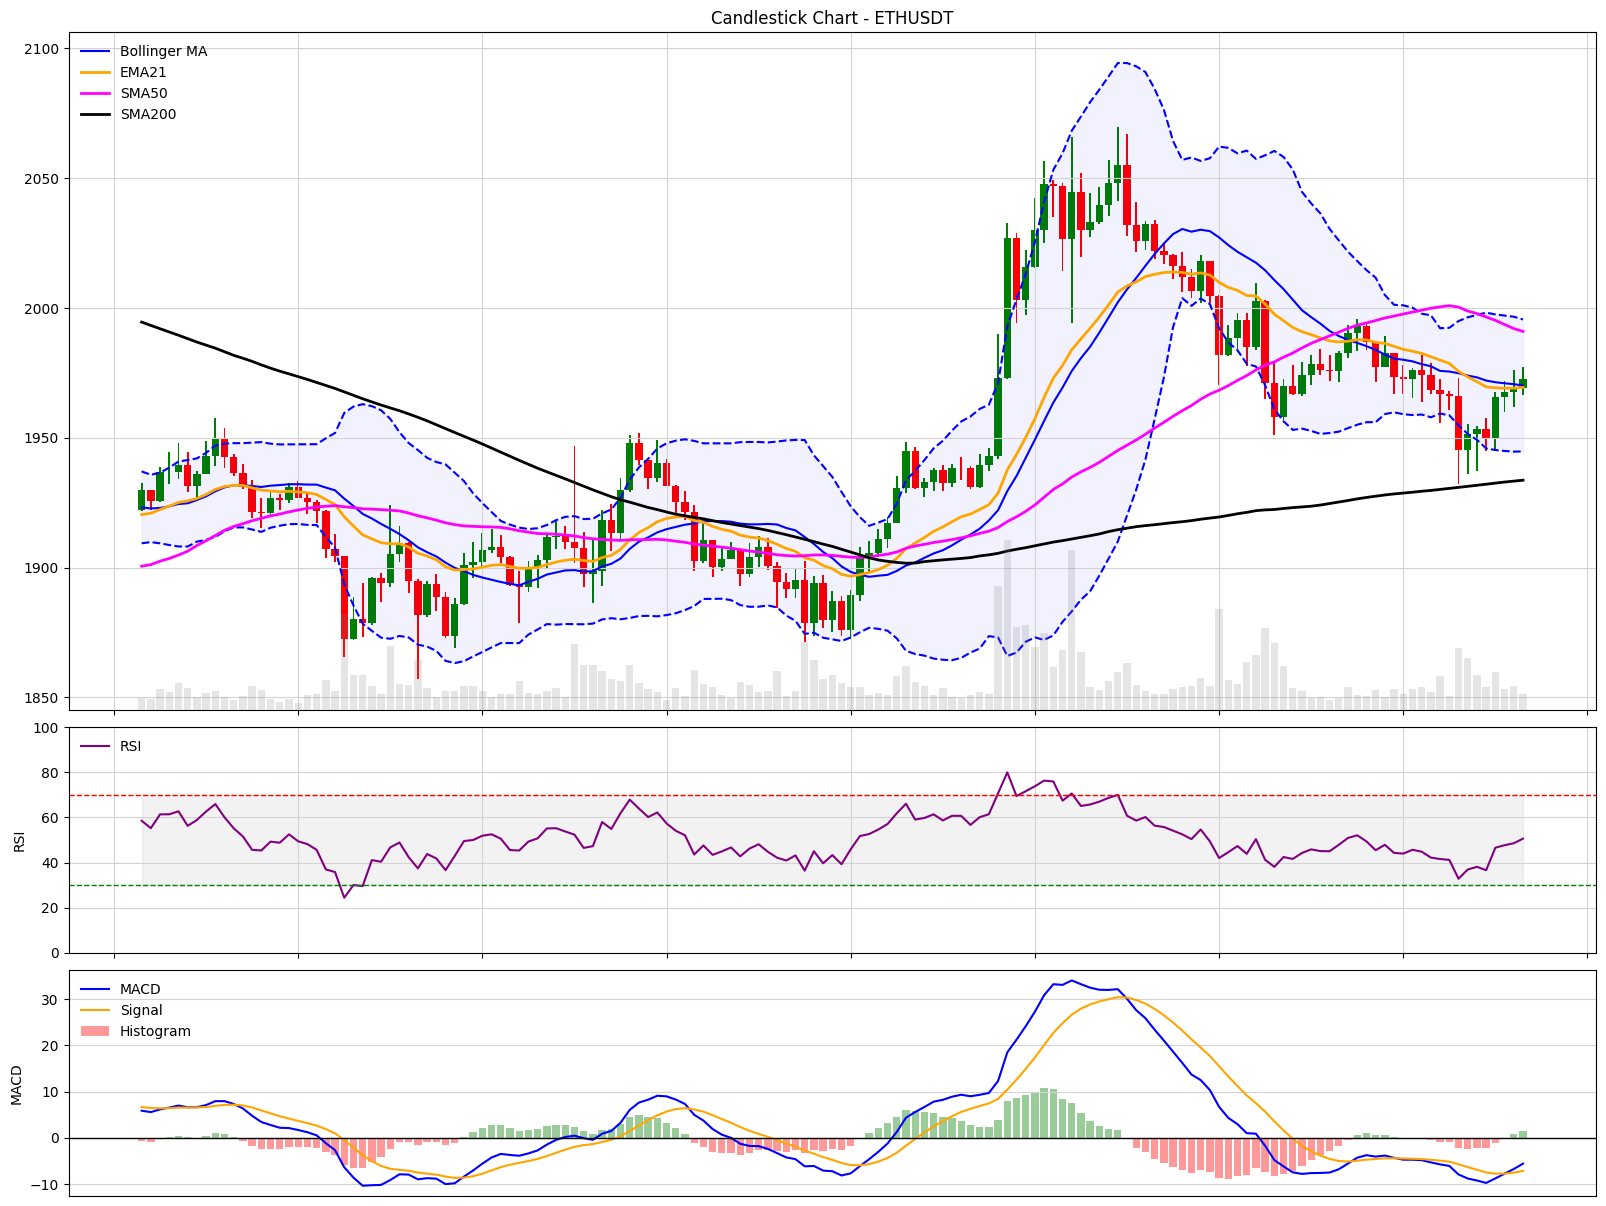 Candlestick Chart - ETHUSDT
Bollinger MA
EMA21
SMA50
SMA200
2100
2050
2000
1950
1900
1850
RSI
RSI
100
80
60
40
20
0
MACD
Signal
Histogram
MACD
30
20
10
0
−10